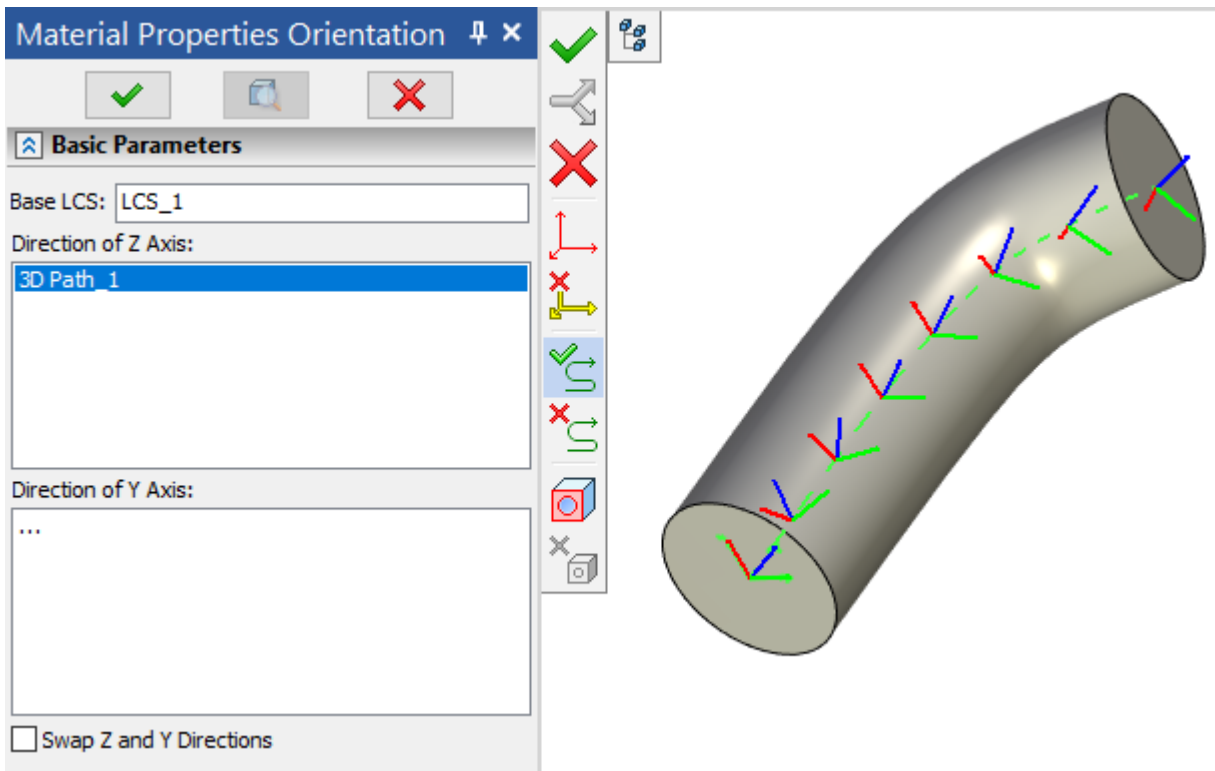 Material Properties Orientation
Basic Parameters
Base LCS: LCS_1
Direction of Z Axis:
3D Path_1
Direction of Y Axis:
...
Swap Z and Y Directions